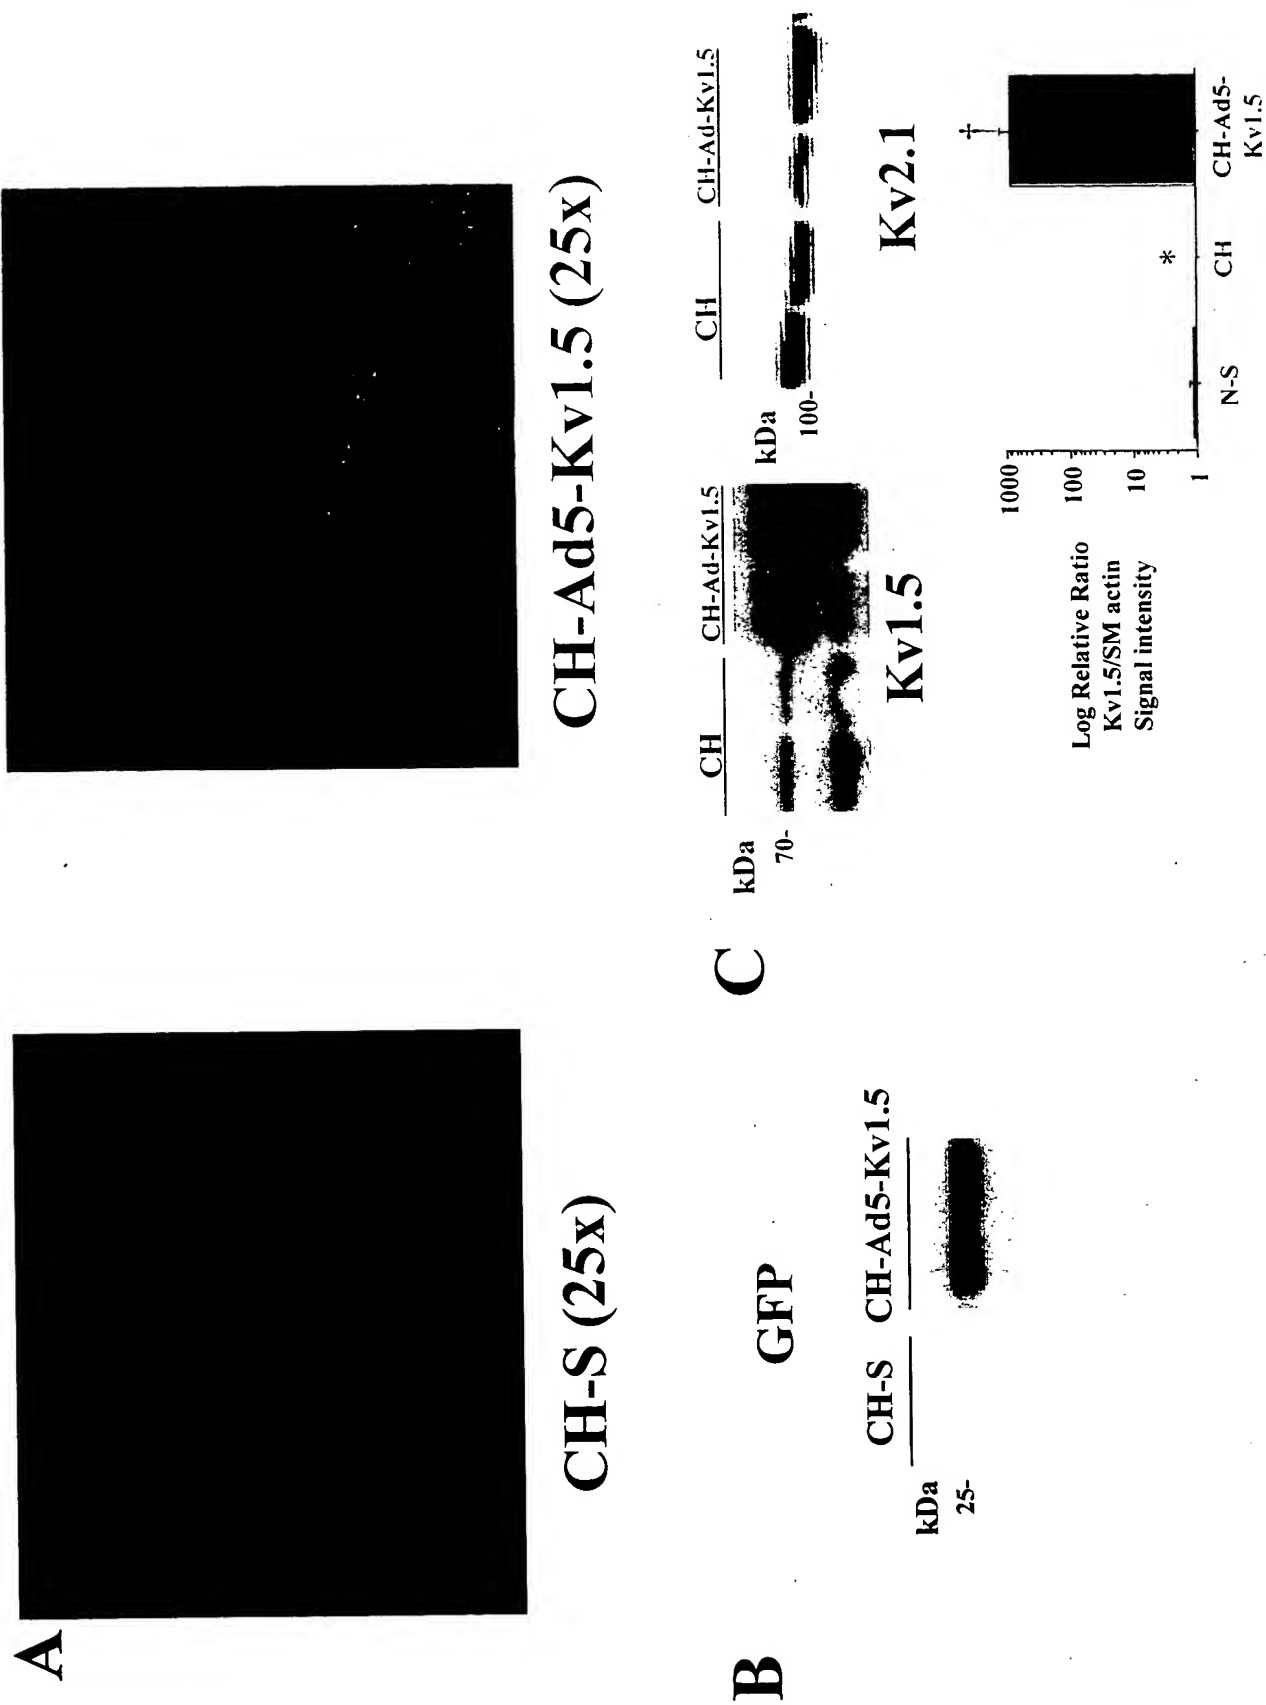 A
CH-S (25x)
CH-Ad5-Kv1.5 (25x)
B
GFP
CH-S
CH-Ad5-Kv1.5
kDa
25-
C
kDa
70-
CH
CH-Ad-Kv1.5
Kv1.5
kDa
100-
CH
CH-Ad-Kv1.5
Kv2.1
Log Relative Ratio
Kv1.5/SM actin
Signal intensity
1000
100
10
1
*
†
N-S
CH
CH-Ad5-
Kv1.5